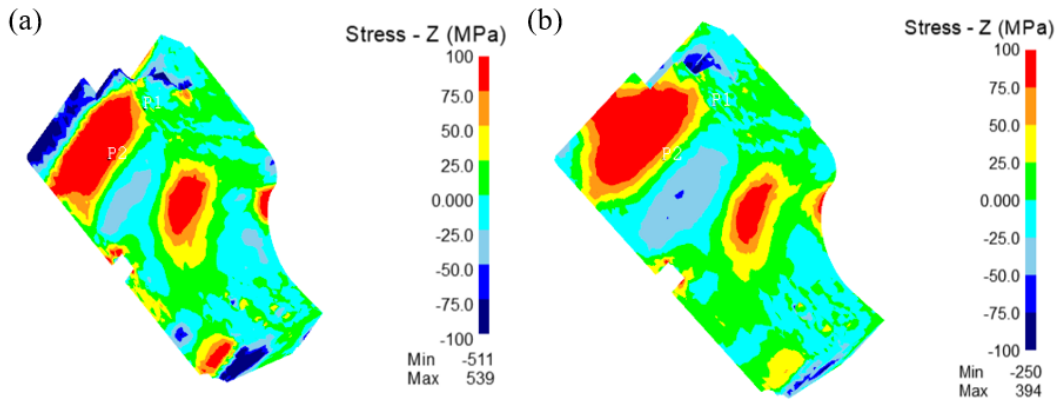 (a)
Stress - Z (MPa)
100
75.0
50.0
25.0
0.000
-25.0
-50.0
-75.0
-100
Min -511
Max 539
P1
P2
(b)
Stress - Z (MPa)
100
75.0
50.0
25.0
0.000
-25.0
-50.0
-75.0
-100
Min -250
Max 394
P1
P2